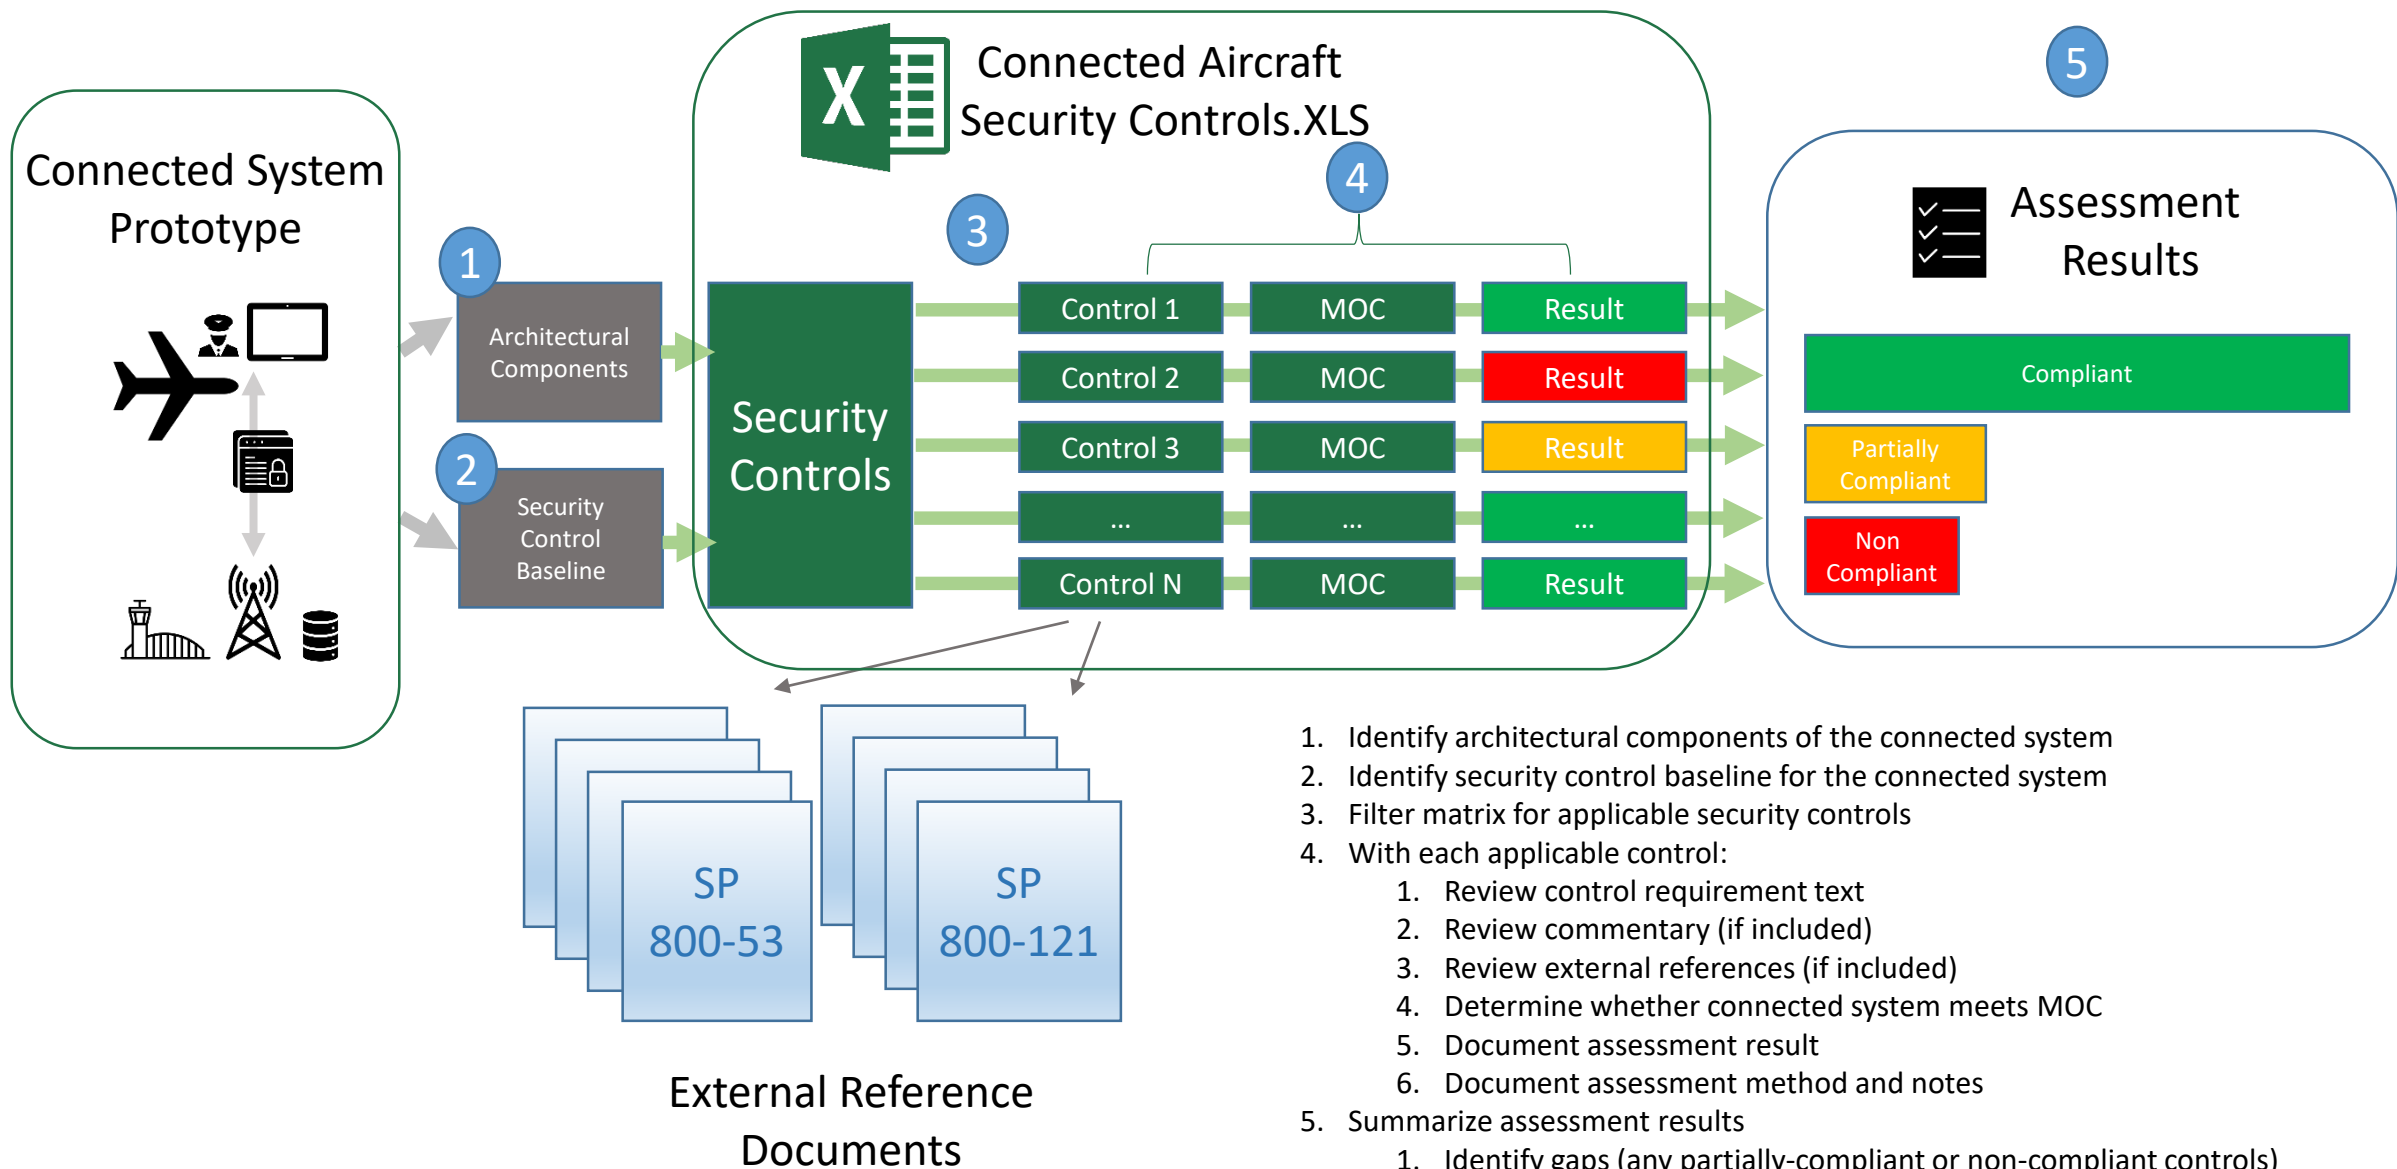 Connected System
Prototype
1
Architectural
Components
2
Security
Control
Baseline
X
Connected Aircraft
Security Controls.XLS
3
4
Security
Controls
Control 1
MOC
Result
Control 2
MOC
Result
Control 3
MOC
Result
...
...
...
Control N
MOC
Result
5
Assessment
Results
Compliant
Partially
Compliant
Non
Compliant
SP
800-53
SP
800-121
External Reference
Documents
1. Identify architectural components of the connected system
2. Identify security control baseline for the connected system
3. Filter matrix for applicable security controls
4. With each applicable control:
1. Review control requirement text
2. Review commentary (if included)
3. Review external references (if included)
4. Determine whether connected system meets MOC
5. Document assessment result
6. Document assessment method and notes
5. Summarize assessment results
1. Identify gaps (any partially-compliant or non-compliant controls)